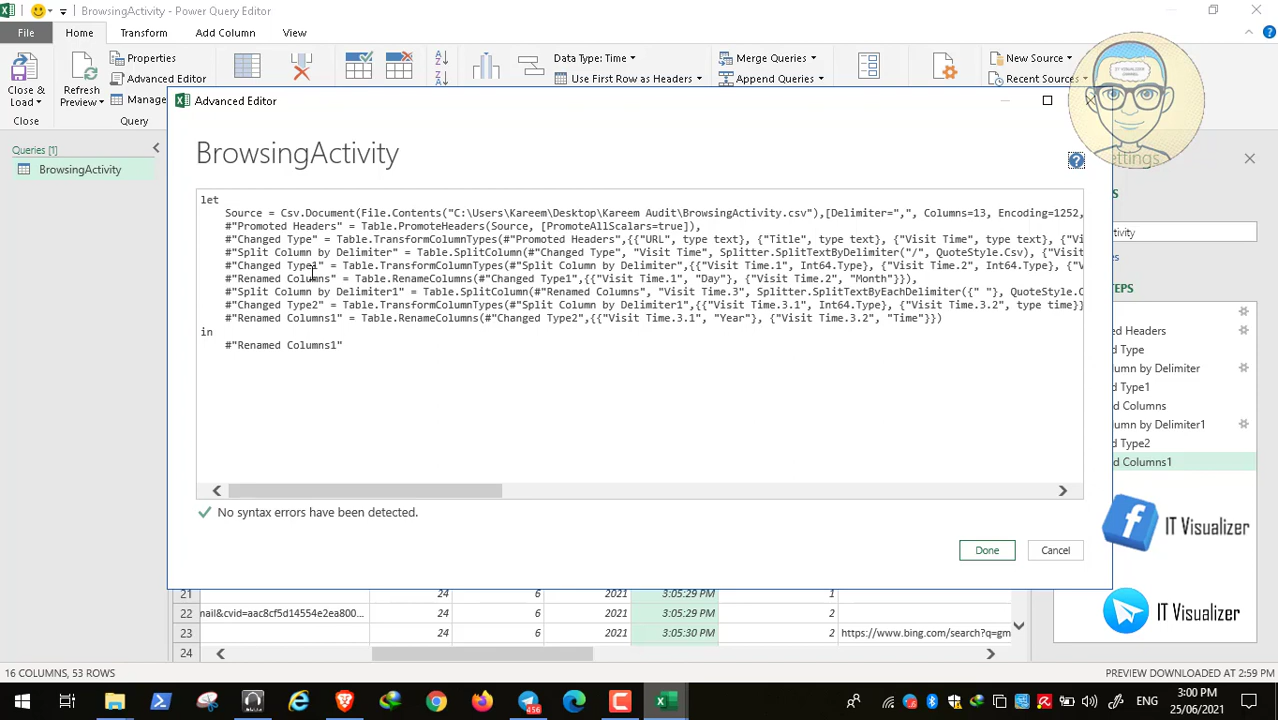 BrowsingActivity - Power Query Editor
File Home Transform Add Column View
Close & Load
Refresh Preview
Properties
Advanced Editor
Manage
Data Type: Time
Use First Row as Headers
Merge Queries
Append Queries
New Source
Recent Sources
Close
Query
Advanced Editor
Queries [1]
BrowsingActivity
BrowsingActivity
ettings
let
Source = Csv.Document(File.Contents("C:\Users\Kareem\Desktop\Kareem Audit\BrowsingActivity.csv"),[Delimiter=",", Columns=13, Encoding=1252,
#"Promoted Headers" = Table.PromoteHeaders(Source, [PromoteAllScalars=true]),
#"Changed Type" = Table.TransformColumnTypes(#"Promoted Headers",{{"URL", type text}, {"Title", type text}, {"Visit Time", type text}, {"Vi
#"Split Column by Delimiter" = Table.SplitColumn(#"Changed Type", "Visit Time", Splitter.SplitTextByDelimiter("/", QuoteStyle.Csv), {"Visit
#"Changed Type1" = Table.TransformColumnTypes(#"Split Column by Delimiter",{{"Visit Time.1", Int64.Type}, {"Visit Time.2", Int64.Type}, {"V
#"Renamed Columns" = Table.RenameColumns(#"Changed Type1",{{"Visit Time.1", "Day"}, {"Visit Time.2", "Month"}}),
#"Split Column by Delimiter1" = Table.SplitColumn(#"Renamed Columns", "Visit Time.3", Splitter.SplitTextByEachDelimiter({" "}, QuoteStyle.C
#"Changed Type2" = Table.TransformColumnTypes(#"Split Column by Delimiter1",{{"Visit Time.3.1", Int64.Type}, {"Visit Time.3.2", type time}}
#"Renamed Columns1" = Table.RenameColumns(#"Changed Type2",{{"Visit Time.3.1", "Year"}, {"Visit Time.3.2", "Time"}})
in
#"Renamed Columns1"
No syntax errors have been detected.
Done Cancel
S
tivity
EPS
d Headers
d Type
olumn by Delimiter
d Type1
d Columns
olumn by Delimiter1
d Type2
d Columns1
IT Visualizer
IT Visualizer
21 24 6 2021 3:05:29 PM 1
22 nail&cvid=aac8cf5d14554e2ea800... 24 6 2021 3:05:29 PM 2
23 24 6 2021 3:05:30 PM 2 https://www.bing.com/search?q=gm
24
16 COLUMNS, 53 ROWS
PREVIEW DOWNLOADED AT 2:59 PM
ENG
3:00 PM
25/06/2021